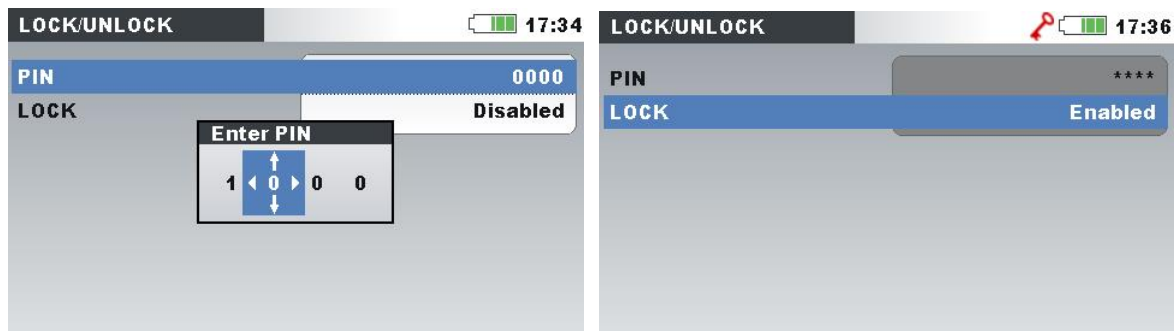 LOCK/UNLOCK 17:34
PIN 0000
LOCK Disabled
Enter PIN
1 0 0 0
LOCK/UNLOCK 17:36
PIN ****
LOCK Enabled